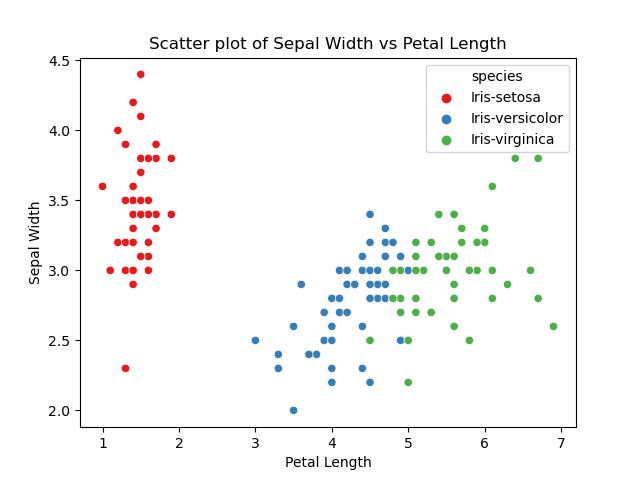 Scatter plot of Sepal Width vs Petal Length
species
Iris-setosa
Iris-versicolor
Iris-virginica
Sepal Width
4.5
4.0
3.5
3.0
2.5
2.0
1 2 3 4 5 6 7
Petal Length